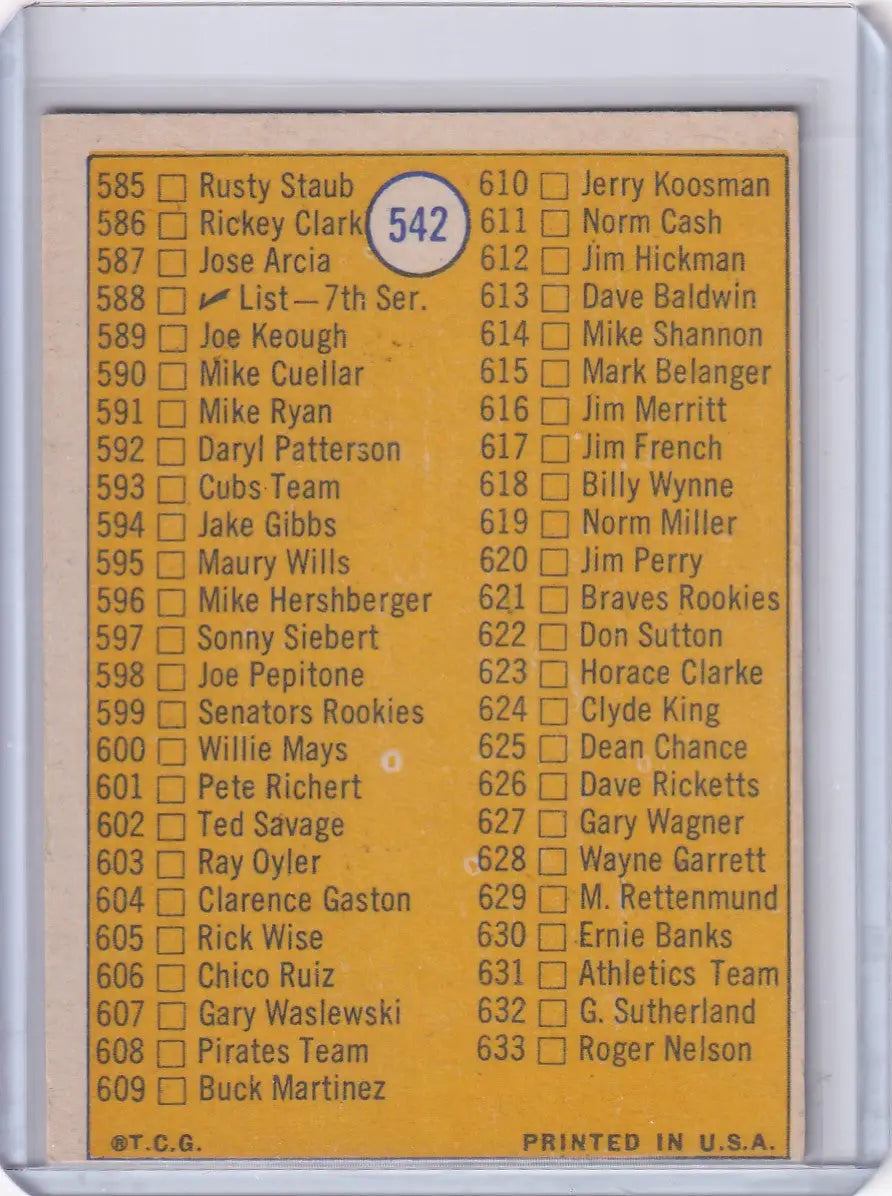 542
585 Rusty Staub
586 Rickey Clark
587 Jose Arcia
588 ✔ List—7th Ser.
589 Joe Keough
590 Mike Cuellar
591 Mike Ryan
592 Daryl Patterson
593 Cubs Team
594 Jake Gibbs
595 Maury Wills
596 Mike Hershberger
597 Sonny Siebert
598 Joe Pepitone
599 Senators Rookies
600 Willie Mays
601 Pete Richert
602 Ted Savage
603 Ray Oyler
604 Clarence Gaston
605 Rick Wise
606 Chico Ruiz
607 Gary Waslewski
608 Pirates Team
609 Buck Martinez
610 Jerry Koosman
611 Norm Cash
612 Jim Hickman
613 Dave Baldwin
614 Mike Shannon
615 Mark Belanger
616 Jim Merritt
617 Jim French
618 Billy Wynne
619 Norm Miller
620 Jim Perry
621 Braves Rookies
622 Don Sutton
623 Horace Clarke
624 Clyde King
625 Dean Chance
626 Dave Ricketts
627 Gary Wagner
628 Wayne Garrett
629 M. Rettenmund
630 Ernie Banks
631 Athletics Team
632 G. Sutherland
633 Roger Nelson
®T.C.G.
PRINTED IN U.S.A.